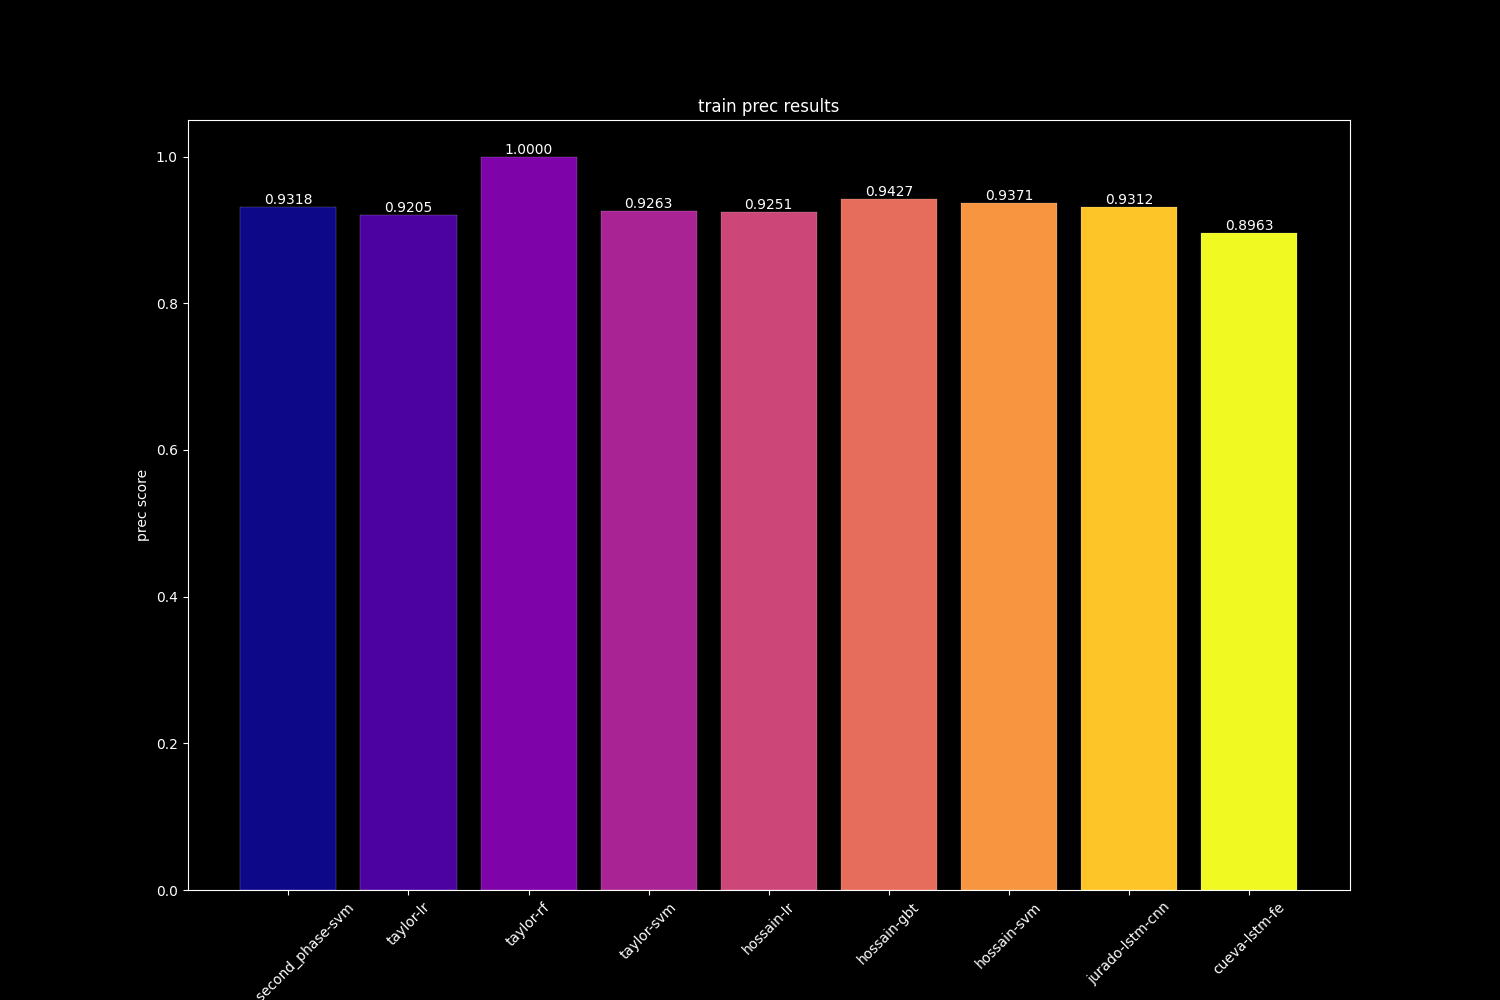 train prec results
prec score
1.0
0.8
0.6
0.4
0.2
0.0
0.9318
0.9205
1.0000
0.9263
0.9251
0.9427
0.9371
0.9312
0.8963
second_phase-svm
taylor-lr
taylor-rf
taylor-svm
hossain-lr
hossain-gbt
hossain-svm
jurado-lstm-cnn
cueva-lstm-fe